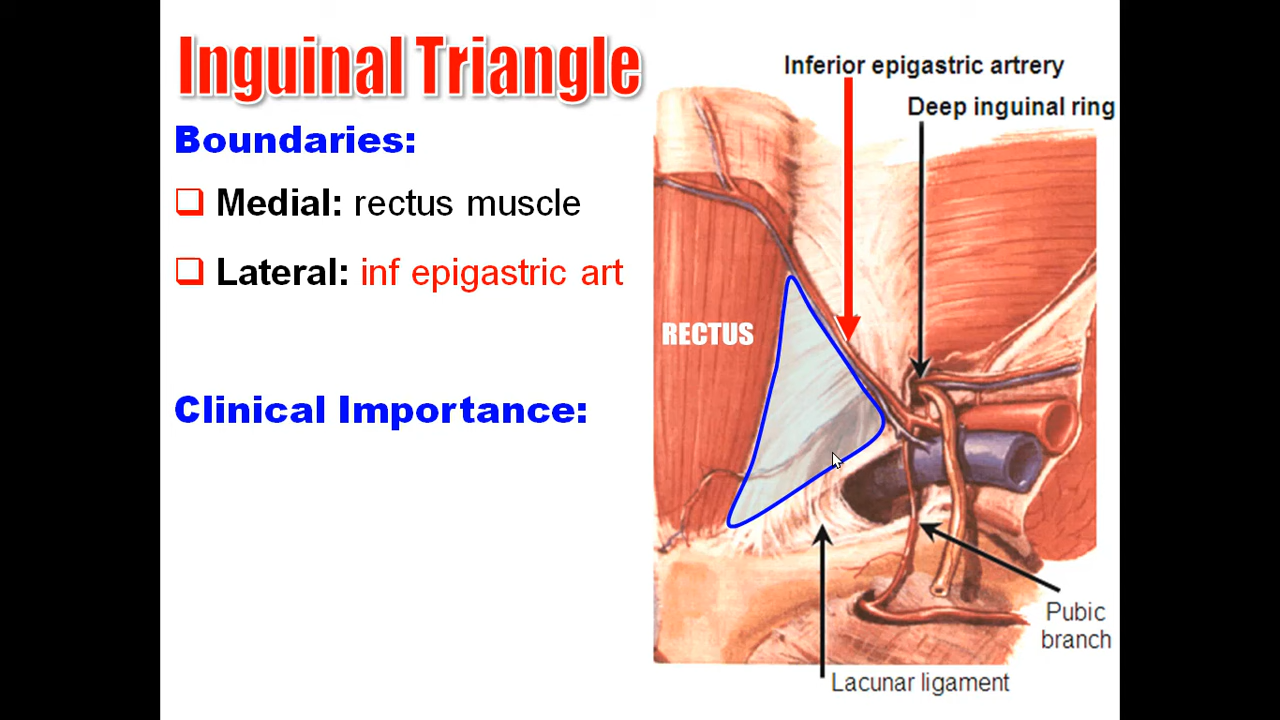 Inguinal Triangle
Boundaries:
Medial: rectus muscle
Lateral: inf epigastric art
Clinical Importance:
Inferior epigastric artrery
Deep inguinal ring
RECTUS
Pubic
branch
Lacunar ligament